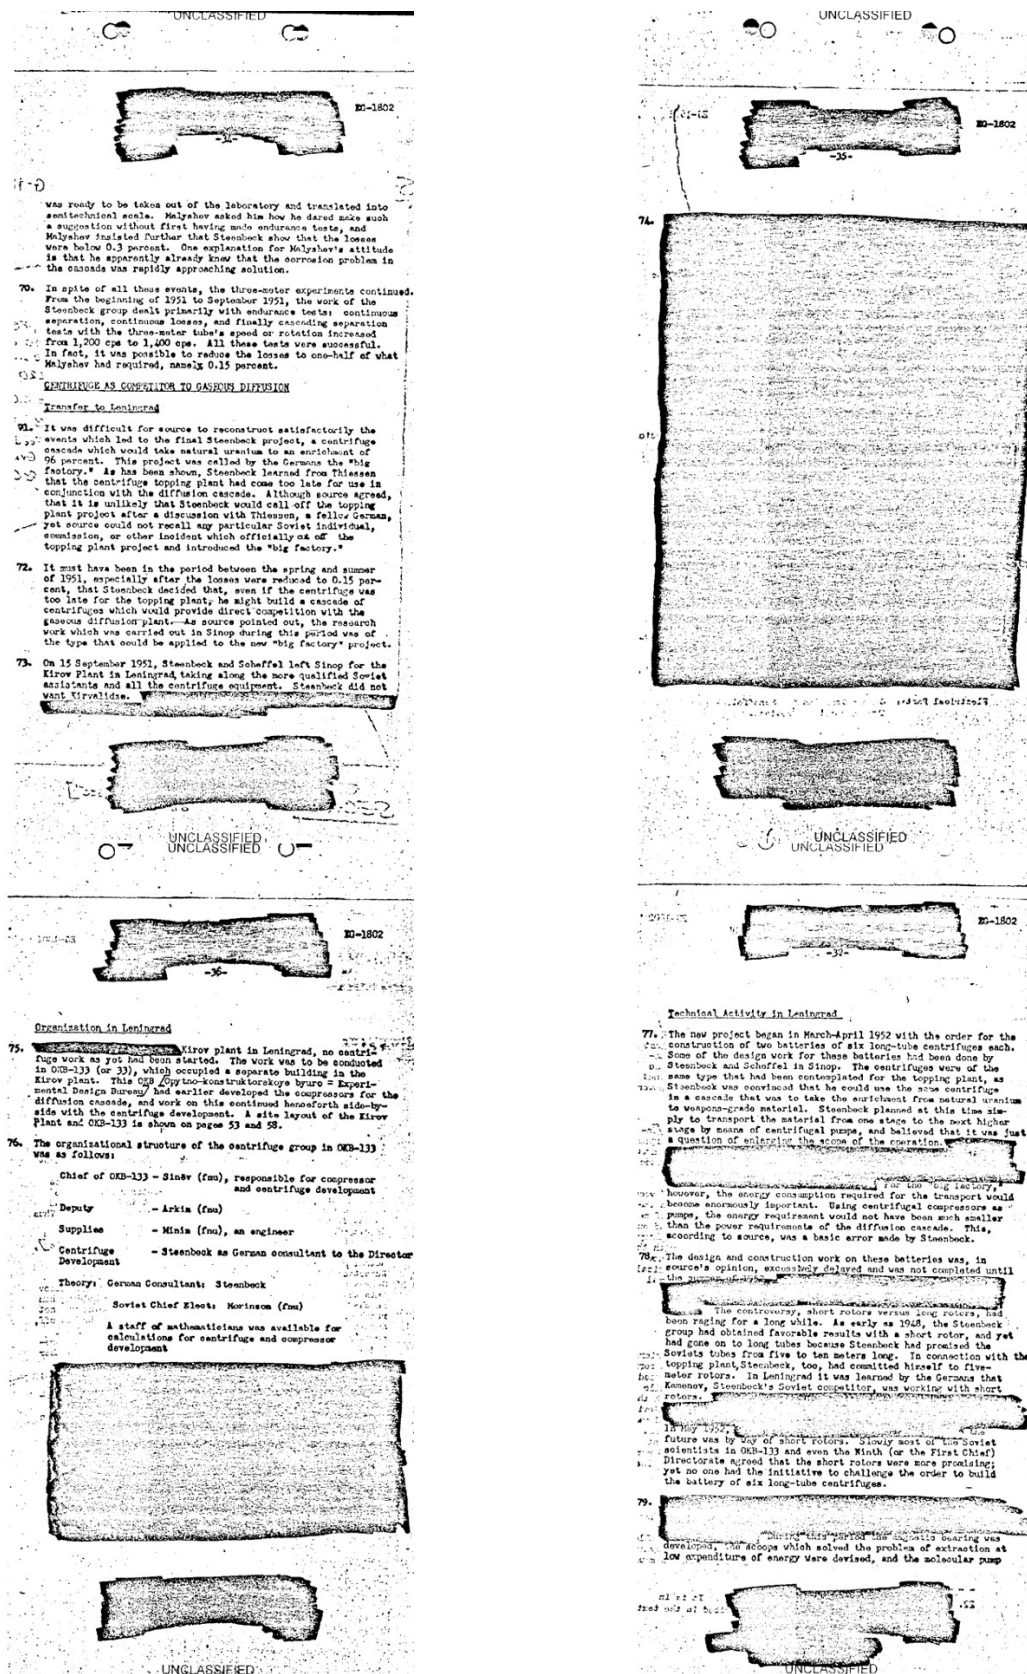 UNCLASSIFIED
EG-1802
-34-
was ready to be taken out of the laboratory and translated into
semitechnical scale. Malyshev asked him how he dared make such
a suggestion without first having made endurance tests, and
Malyshev insisted further that Steenbeck show that the losses
were below 0.3 percent. One explanation for Malyshev's attitude
is that he apparently already knew that the corrosion problem in
the cascade was rapidly approaching solution.
70. In spite of all these events, the three-meter experiments continued.
From the beginning of 1951 to September 1951, the work of the
Steenbeck group dealt primarily with endurance tests: continuous
separation, continuous losses, and finally cascading separation
tests with the three-meter tube's speed or rotation increased
from 1,200 cps to 1,400 cps. All these tests were successful.
In fact, it was possible to reduce the losses to one-half of what
Malyshev had required, namely 0.15 percent.
CENTRIFUGE AS COMPETITOR TO GASEOUS DIFFUSION
Transfer to Leningrad
71. It was difficult for source to reconstruct satisfactorily the
events which led to the final Steenbeck project, a centrifuge
cascade which would take natural uranium to an enrichment of
96 percent. This project was called by the Germans the "big
factory." As has been shown, Steenbeck learned from Thiessen
that the centrifuge topping plant had come too late for use in
conjunction with the diffusion cascade. Although source agreed,
that it is unlikely that Steenbeck would call off the topping
plant project after a discussion with Thiessen, a fellow German,
yet source could not recall any particular Soviet individual,
commission, or other incident which officially off the
topping plant project and introduced the "big factory."
72. It must have been in the period between the spring and summer
of 1951, especially after the losses were reduced to 0.15 per-
cent, that Steenbeck decided that, even if the centrifuge was
too late for the topping plant, he might build a cascade of
centrifuges which would provide direct competition with the
gaseous diffusion plant. As source pointed out, the research
work which was carried out in Sinop during this period was of
the type that could be applied to the new "big factory" project.
73. On 15 September 1951, Steenbeck and Scheffel left Sinop for the
Kirov Plant in Leningrad, taking along the more qualified Soviet
assistants and all the centrifuge equipment. Steenbeck did not
want Kirvalidze.
UNCLASSIFIED
UNCLASSIFIED
EG-1802
-35-
74.
UNCLASSIFIED
UNCLASSIFIED
EG-1802
-36-
Organization in Leningrad
75. Kirov plant in Leningrad, no centri-
fuge work as yet had been started. The work was to be conducted
in OKB-133 (or 33), which occupied a separate building in the
Kirov plant. This OKB /Opytno-konstruktorskoye byuro = Experi-
mental Design Bureau/ had earlier developed the compressors for the
diffusion cascade, and work on this continued henceforth side-by-
side with the centrifuge development. A site layout of the Kirov
Plant and OKB-133 is shown on pages 53 and 58.
76. The organizational structure of the centrifuge group in OKB-133
was as follows:
Chief of OKB-133 - Sinëv (fnu), responsible for compressor
and centrifuge development
Deputy - Arkin (fnu)
Supplies - Minin (fnu), an engineer
Centrifuge - Steenbeck as German consultant to the Director
Development
Theory: German Consultant: Steenbeck
Soviet Chief Elect: Morinson (fnu)
A staff of mathematicians was available for
calculations for centrifuge and compressor
development
UNCLASSIFIED
UNCLASSIFIED
EG-1802
-37-
Technical Activity in Leningrad
77. The new project began in March-April 1952 with the order for the
construction of two batteries of six long-tube centrifuges each.
Some of the design work for these batteries had been done by
Steenbeck and Scheffel in Sinop. The centrifuges were of the
same type that had been contemplated for the topping plant, as
Steenbeck was convinced that he could use the same centrifuge
in a cascade that was to take the enrichment from natural uranium
to weapons-grade material. Steenbeck planned at this time sim-
ply to transport the material from one stage to the next higher
stage by means of centrifugal pumps, and believed that it was just
a question of enlarging the scope of the operation.
For the "big factory,"
however, the energy consumption required for the transport would
become enormously important. Using centrifugal compressors as
pumps, the energy requirement would not have been much smaller
than the power requirements of the diffusion cascade. This,
according to source, was a basic error made by Steenbeck.
78. The design and construction work on these batteries was, in
source's opinion, excessively delayed and was not completed until
the summer of
The controversy, short rotors versus long rotors, had
been raging for a long while. As early as 1948, the Steenbeck
group had obtained favorable results with a short rotor, and yet
had gone on to long tubes because Steenbeck had promised the
Soviets tubes from five to ten meters long. In connection with the
topping plant, Steenbeck, too, had committed himself to five-
meter rotors. In Leningrad it was learned by the Germans that
Kamenev, Steenbeck's Soviet competitor, was working with short
rotors.
In May 1952, the
future was by way of short rotors. Slowly most of the Soviet
scientists in OKB-133 and even the Ninth (or the First Chief)
Directorate agreed that the short rotors were more promising;
yet no one had the initiative to challenge the order to build
the battery of six long-tube centrifuges.
79.
During this period the magnetic bearing was
developed, the scoops which solved the problem of extraction at
low expenditure of energy were devised, and the molecular pump
UNCLASSIFIED